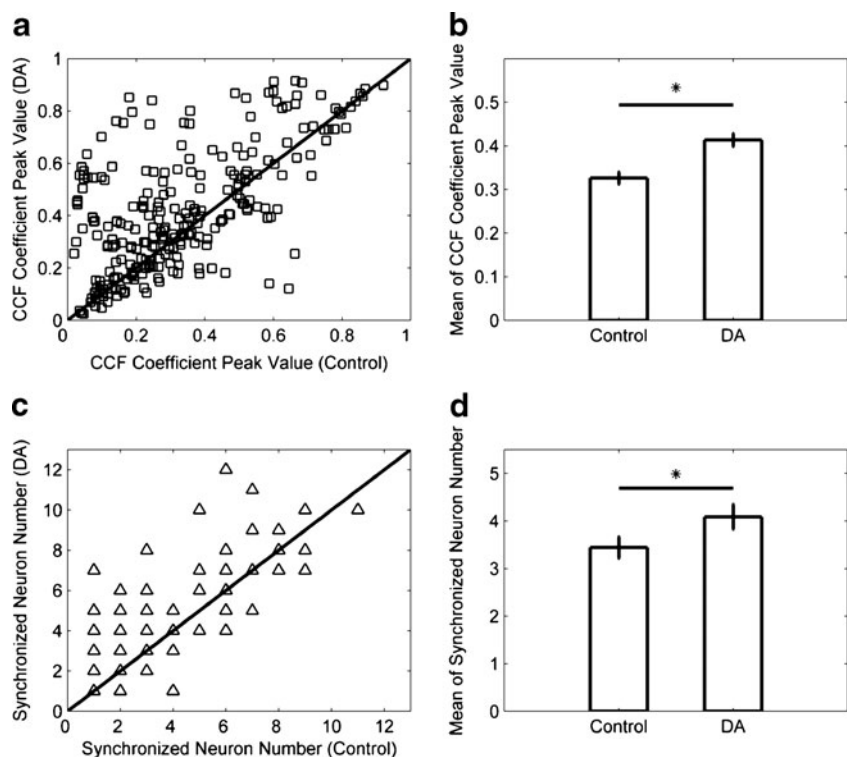 a
CCF Coefficient Peak Value (DA)
1
0.8
0.6
0.4
0.2
0
0.2
0.4
0.6
0.8
1
CCF Coefficient Peak Value (Control)
b
Mean of CCF Coefficient Peak Value
0.5
0.4
0.3
0.2
0.1
0
*
Control
DA
c
Synchronized Neuron Number (DA)
12
10
8
6
4
2
0
0
2
4
6
8
10
12
Synchronized Neuron Number (Control)
d
Mean of Synchronized Neuron Number
5
4
3
2
1
0
*
Control
DA